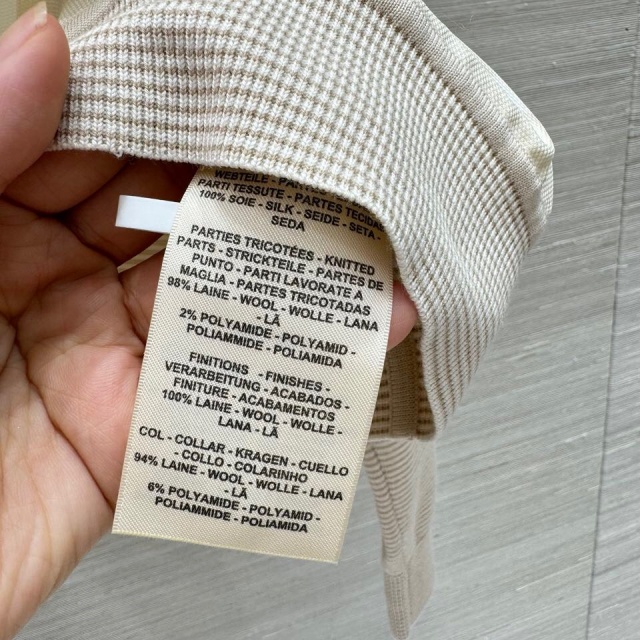 WEBTEILE - PARTES
PARTI TESSUTE - PARTES TECID
100% SOIE - SILK - SEIDE - SETA -
SEDA
PARTIES TRICOTÉES - KNITTED
PARTS - STRICKTEILE - PARTES DE
PUNTO - PARTI LAVORATE A
MAGLIA - PARTES TRICOTADAS
98% LAINE - WOOL - WOLLE - LANA
- LÃ
2% POLYAMIDE - POLYAMID -
POLIAMMIDE - POLIAMIDA
FINITIONS - FINISHES -
VERARBEITUNG - ACABADOS -
FINITURE - ACABAMENTOS
100% LAINE - WOOL - WOLLE -
LANA - LÃ
COL - COLLAR - KRAGEN - CUELLO
- COLLO - COLARINHO
94% LAINE - WOOL - WOLLE - LANA
- LÃ
6% POLYAMIDE - POLYAMID -
POLIAMMIDE - POLIAMIDA